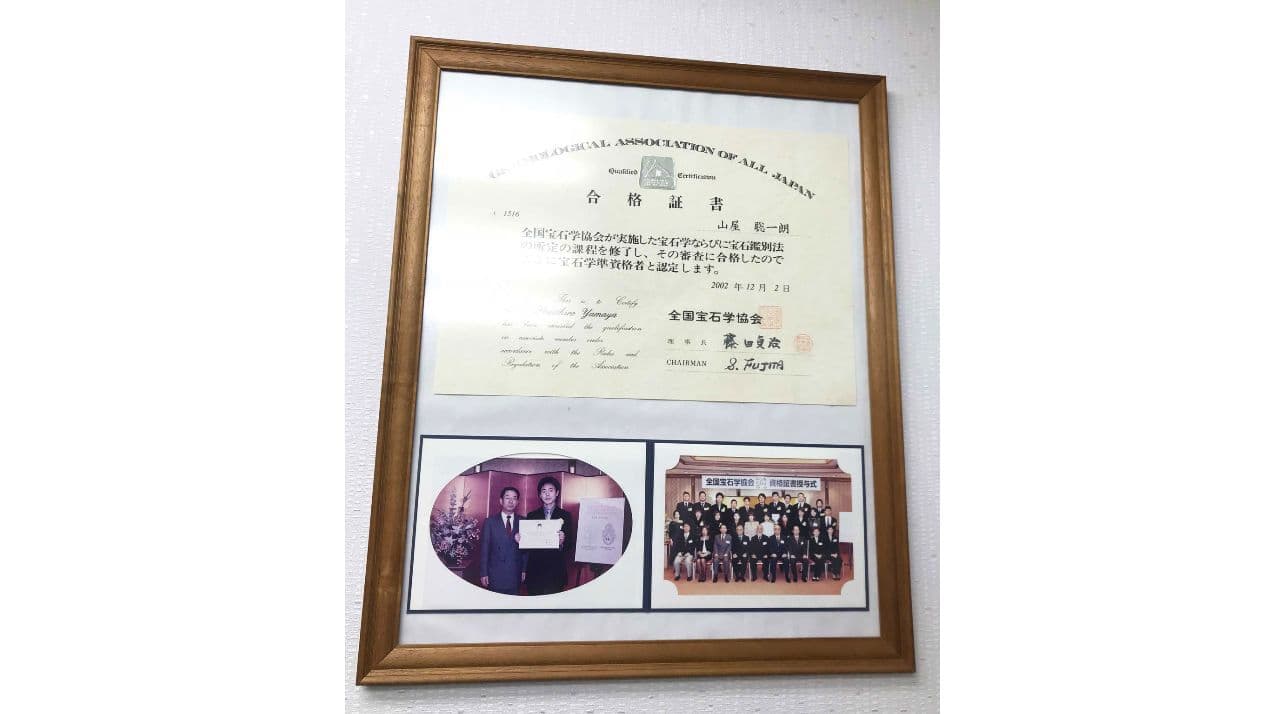 GEMMOLOGICAL ASSOCIATION OF ALL JAPAN
Qualified Certification
合格証書
1516
山屋 聡一朗
全国宝石学協会が実施した宝石学ならびに宝石鑑別法
の所定の課程を修了し、その審査に合格したので
ここに宝石学準資格者と認定します。
2002 年 12 月 2 日
This is to Certify
Yamaya
has been awarded the qualification
as associate member under
accordance with the Rules and
Regulation of the Association
全国宝石学協会
理事長 藤田貞治
CHAIRMAN S. FUJITA
全国宝石学協会 資格証書授与式